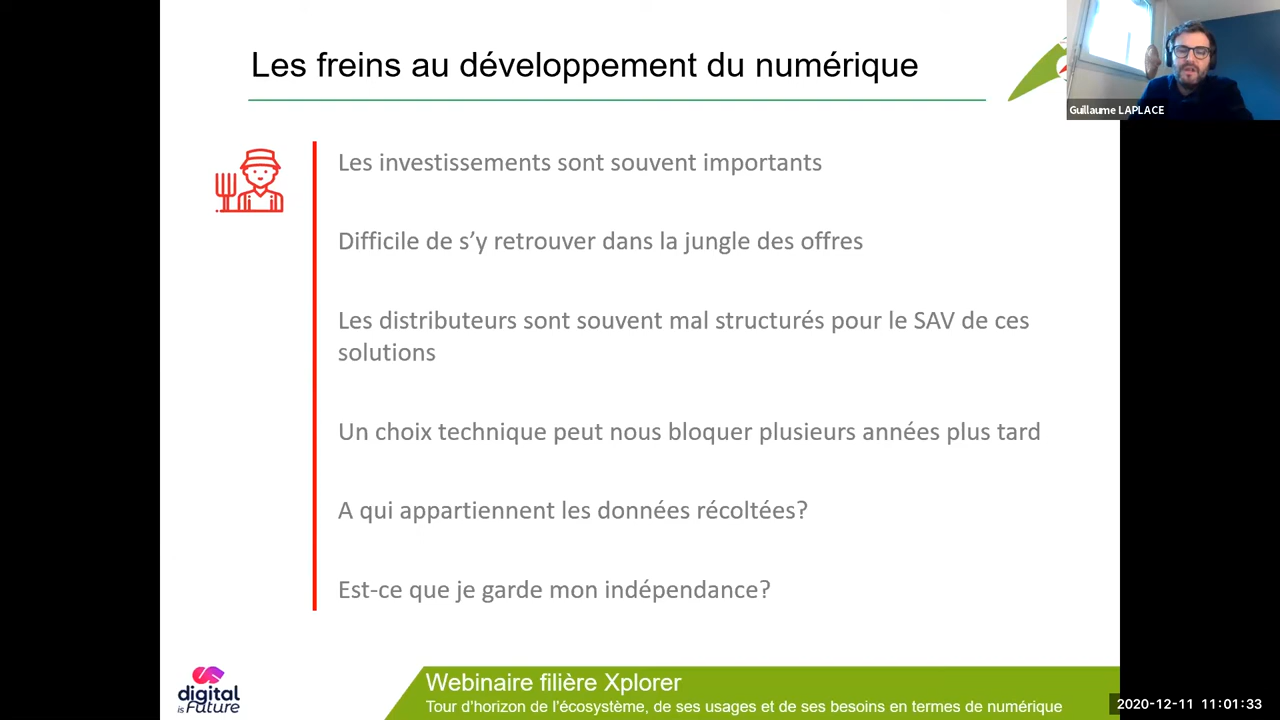 Les freins au développement du numérique
Guillaume LAPLACE
Les investissements sont souvent importants
Difficile de s’y retrouver dans la jungle des offres
Les distributeurs sont souvent mal structurés pour le SAV de ces
solutions
Un choix technique peut nous bloquer plusieurs années plus tard
A qui appartiennent les données récoltées?
Est-ce que je garde mon indépendance?
digital
is Future
Webinaire filière Xplorer
Tour d’horizon de l’écosystème, de ses usages et de ses besoins en termes de numérique
2020-12-11 11:01:33